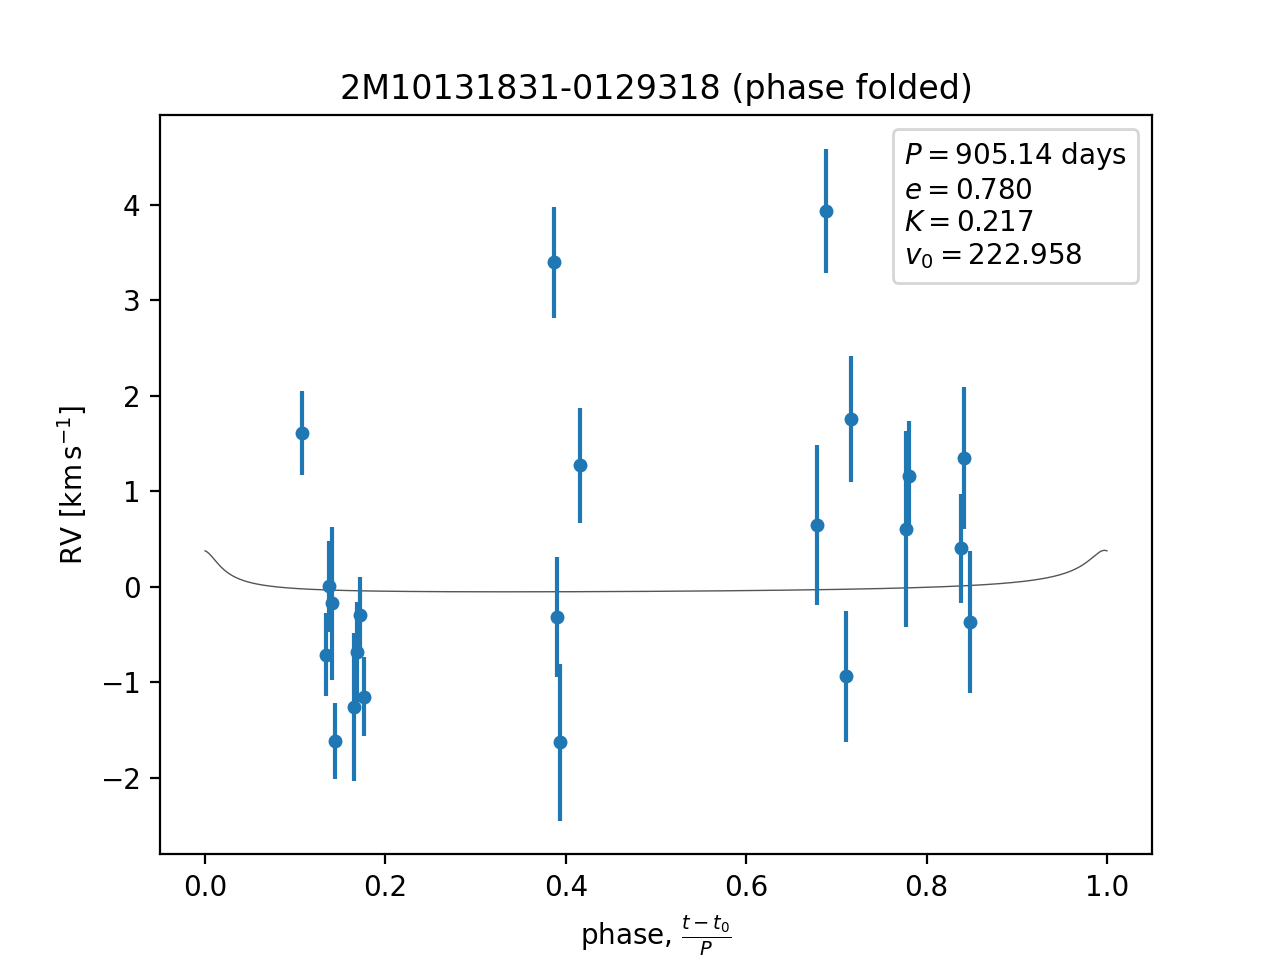 2M10131831-0129318 (phase folded)
P = 905.14 days
e = 0.780
K = 0.217
v₀ = 222.958
RV [km s⁻¹]
4
3
2
1
0
−1
−2
0.0 0.2 0.4 0.6 0.8 1.0
phase, (t − t₀)/P